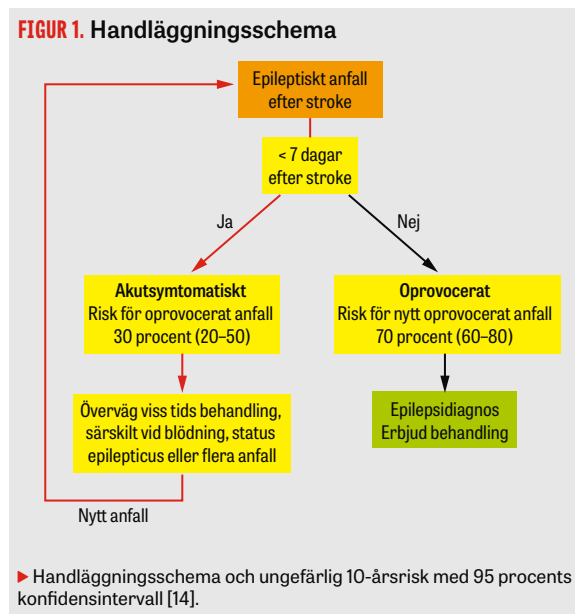 FIGUR 1. Handläggningsschema
Epileptiskt anfall
efter stroke
< 7 dagar
efter stroke
Ja
Nej
Akutsymtomatiskt
Risk för oprovocerat anfall
30 procent (20–50)
Oprovocerat
Risk för nytt oprovocerat anfall
70 procent (60–80)
Överväg viss tids behandling,
särskilt vid blödning, status
epilepticus eller flera anfall
Epilepsidiagnos
Erbjud behandling
Nytt anfall
▶ Handläggningsschema och ungefärlig 10-årsrisk med 95 procents
konfidensintervall [14].